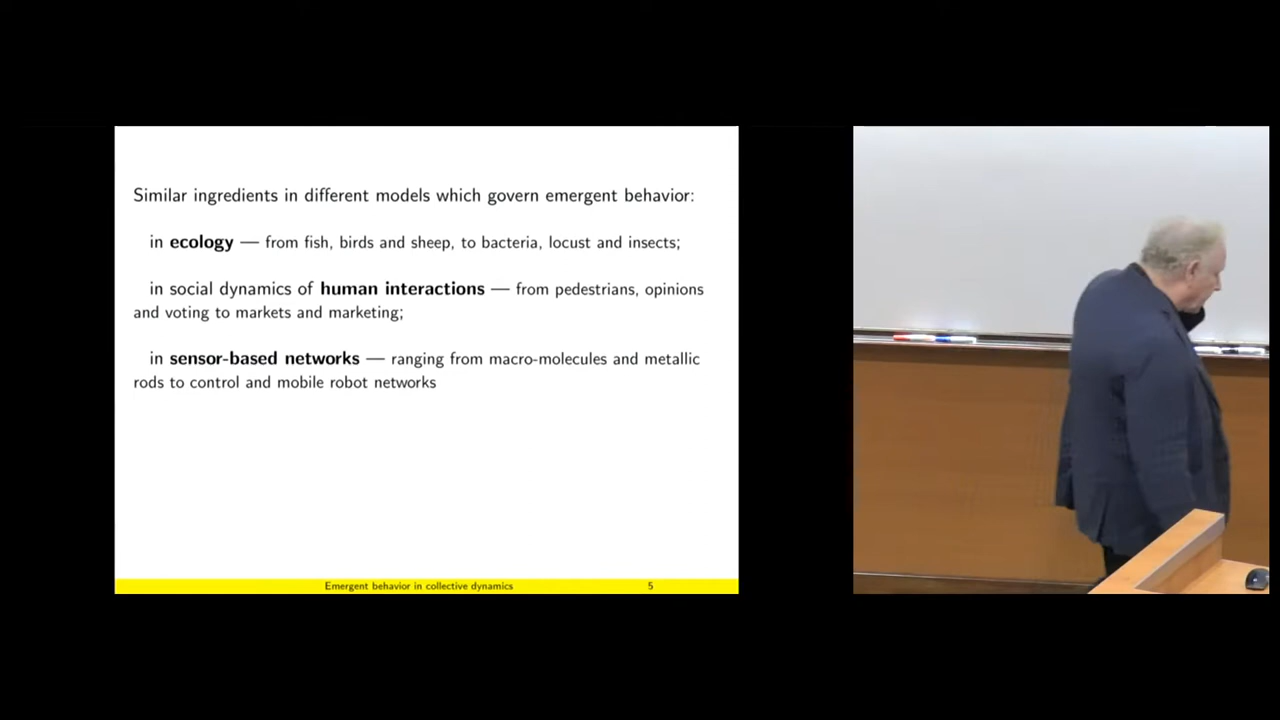 Similar ingredients in different models which govern emergent behavior:
in ecology — from fish, birds and sheep, to bacteria, locust and insects;
in social dynamics of human interactions — from pedestrians, opinions
and voting to markets and marketing;
in sensor-based networks — ranging from macro-molecules and metallic
rods to control and mobile robot networks
Emergent behavior in collective dynamics 5